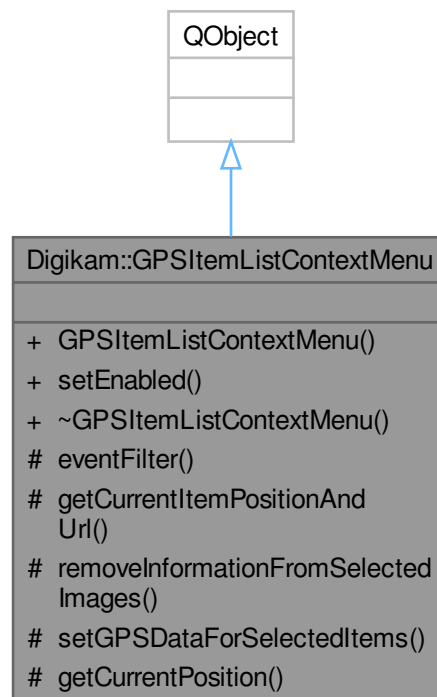 QObject
Digikam::GPSItemListContextMenu
+ GPSItemListContextMenu()
+ setEnabled()
+ ~GPSItemListContextMenu()
# eventFilter()
# getCurrentItemPositionAnd
Url()
# removeInformationFromSelected
Images()
# setGPSDataForSelectedItems()
# getCurrentPosition()